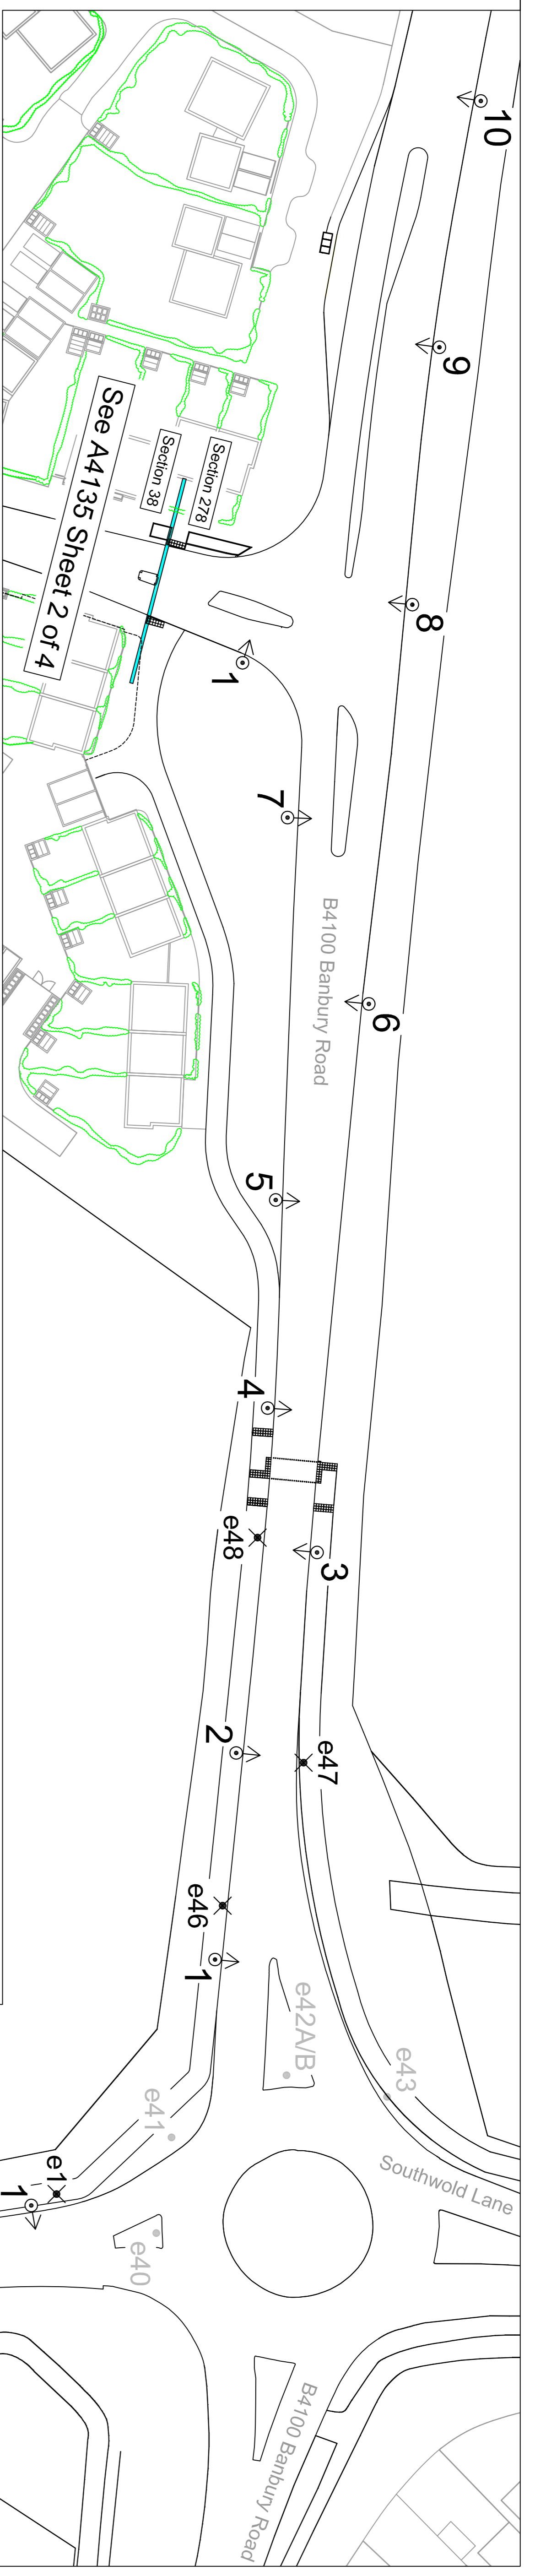 10
9
See A4135 Sheet 2 of 4
Section 38
Section 278
8
1
7
B4100 Banbury Road
6
5
4
e48
3
2
e47
e46
1
e42A/B
e43
e41
Southwold Lane
e1
1
e40
B4100 Banbury Road